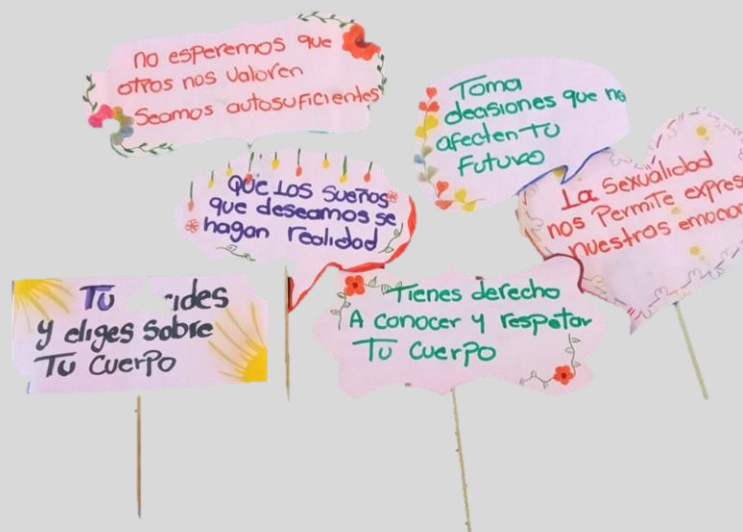 no esperemos que
otros nos valoren
Seamos autosuficientes
Toma
decisiones que no
afecten tu
Futuro
Que los sueños
que deseamos se
hagan realidad
La Sexualidad
nos Permite
nuestras
Tu
y eliges sobre
Tu cuerpo
Tienes derecho
A conocer y respetar
Tu cuerpo